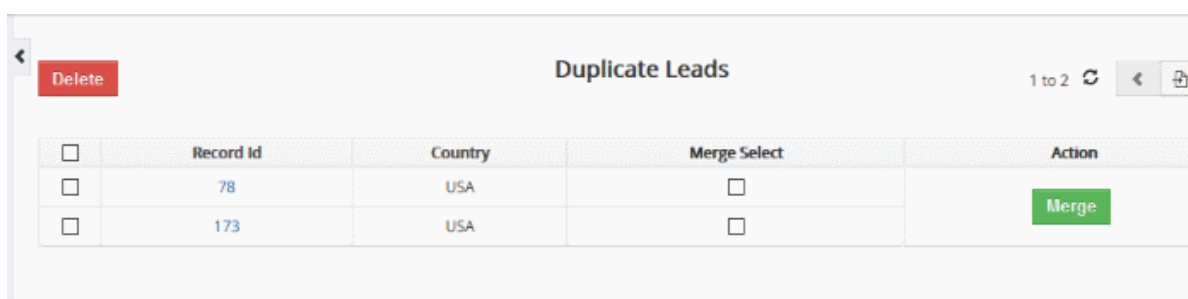 Delete
Duplicate Leads
1 to 2
Record Id Country Merge Select Action
78 USA
173 USA
Merge